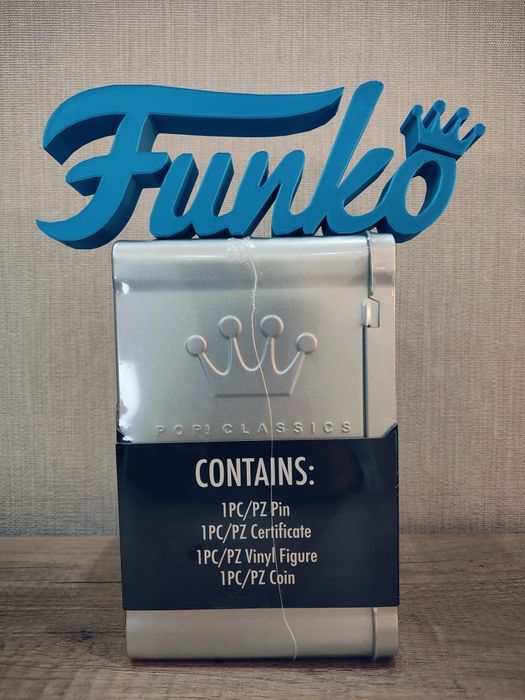 Funko
POP! CLASSICS
CONTAINS:
1PC/PZ Pin
1PC/PZ Certificate
1PC/PZ Vinyl Figure
1PC/PZ Coin